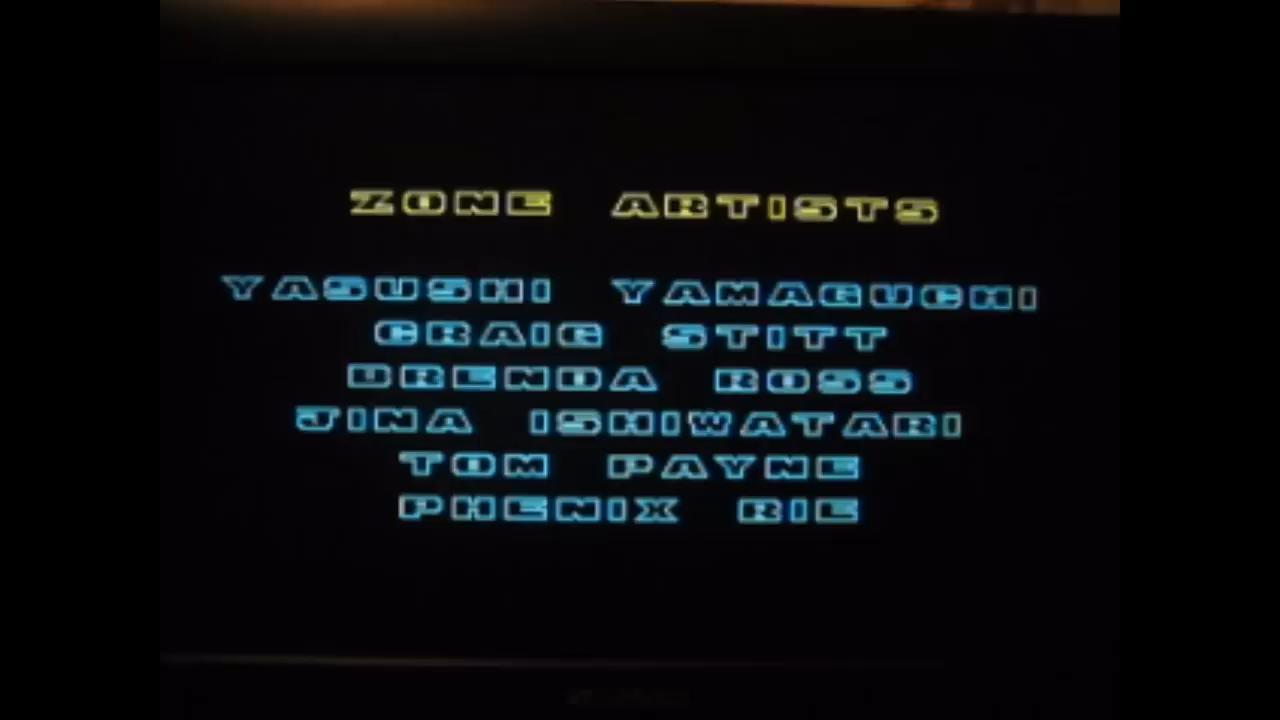 ZONE ARTISTS
YASUSHI YAMAGUCHI
CRAIG STITT
BRENDA ROSS
JINA ISHIWATARI
TOM PAYNE
PHENIX RIE